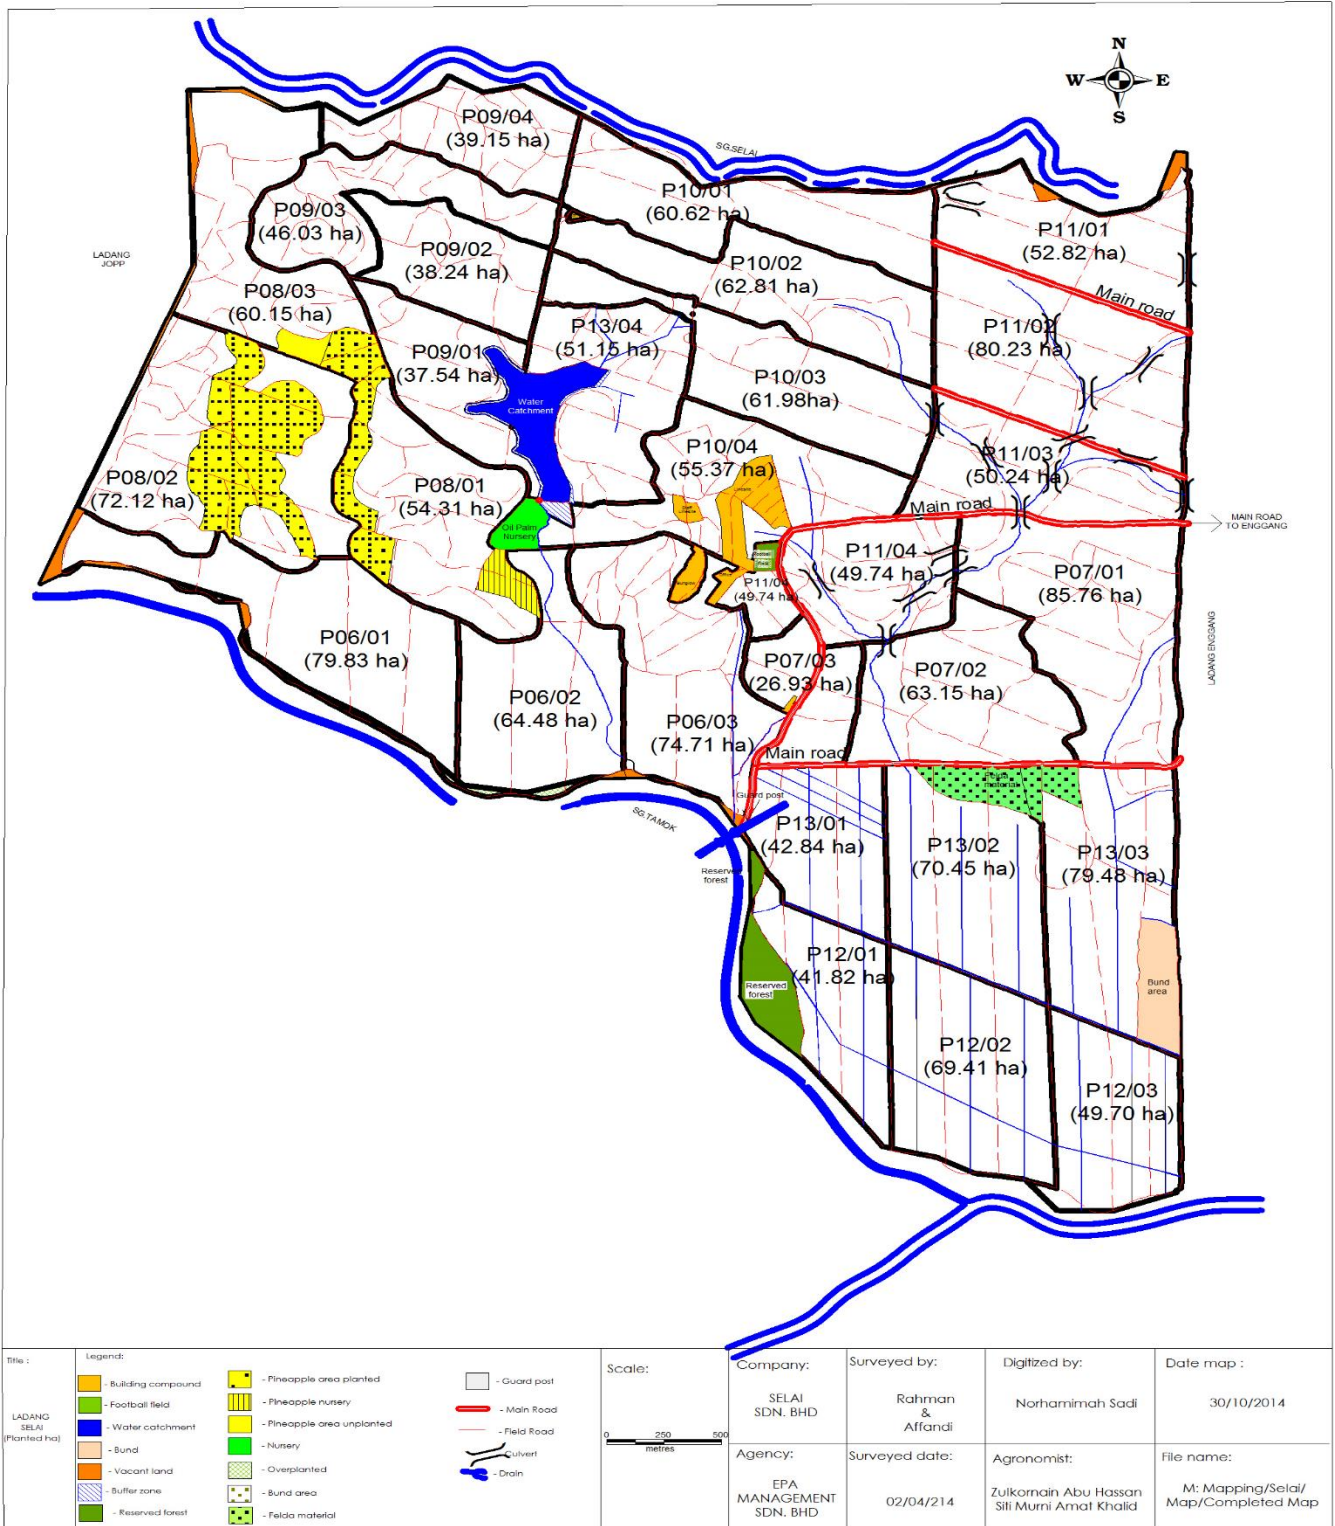 N
W
E
S
SG.SELAI
P09/04
(39.15 ha)
P10/01
(60.62 ha)
P09/03
(46.03 ha)
P09/02
(38.24 ha)
P11/01
(52.82 ha)
LADANG
JOPP
P10/02
(62.81 ha)
P08/03
(60.15 ha)
Main road
P13/04
(51.15 ha)
P11/02
(80.23 ha)
P09/01
(37.54 ha)
P10/03
(61.98ha)
Water
Catchment
P10/04
(55.37 ha)
P11/03
(50.24 ha)
P08/02
(72.12 ha)
P08/01
(54.31 ha)
Main road
MAIN ROAD
TO ENGGANG
Oil Palm
Nursery
P11/04
(49.74 ha)
P07/01
(85.76 ha)
P11/04
(49.74 ha)
LADANG ENGGANG
P06/01
(79.83 ha)
P07/03
(26.93 ha)
P07/02
(63.15 ha)
P06/02
(64.48 ha)
P06/03
(74.71 ha)
Main road
Felda
material
Guard post
SG.TAMOK
P13/01
(42.84 ha)
P13/02
(70.45 ha)
P13/03
(79.48 ha)
Reserved
forest
P12/01
(41.82 ha)
Reserved
forest
Bund
area
P12/02
(69.41 ha)
P12/03
(49.70 ha)
Title :
LADANG
SELAI
(Planted ha)
Legend:
- Building compound
- Football field
- Water catchment
- Bund
- Vacant land
- Buffer zone
- Reserved forest
- Pineapple area planted
- Pineapple nursery
- Pineapple area unplanted
- Nursery
- Overplanted
- Bund area
- Felda material
- Guard post
- Main Road
- Field Road
- Culvert
- Drain
Scale:
0 250 500
metres
Company:
SELAI
SDN. BHD
Surveyed by:
Rahman
&
Affandi
Digitized by:
Norhamimah Sadi
Date map :
30/10/2014
Agency:
EPA
MANAGEMENT
SDN. BHD
Surveyed date:
02/04/214
Agronomist:
Zulkornain Abu Hassan
Siti Murni Amat Khalid
File name:
M: Mapping/Selai/
Map/Completed Map